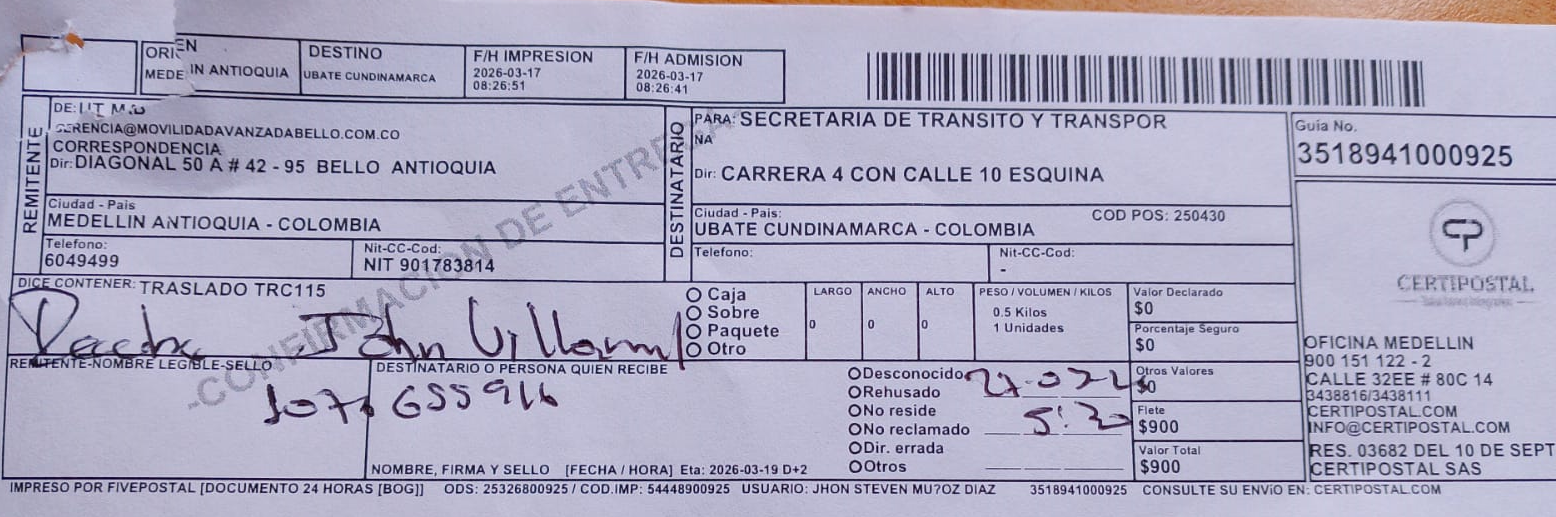 ORIGEN
MEDELLIN ANTIOQUIA
DESTINO
UBATE CUNDINAMARCA
F/H IMPRESION
2026-03-17
08:26:51
F/H ADMISION
2026-03-17
08:26:41
REMITENTE
DE: UT
GERENCIA@MOVILIDADAVANZADABELLO.COM.CO
CORRESPONDENCIA
Dir: DIAGONAL 50 A # 42 - 95 BELLO ANTIOQUIA
Ciudad - Pais
MEDELLIN ANTIOQUIA - COLOMBIA
Telefono:
6049499
Nit-CC-Cod:
NIT 901783814
DESTINATARIO
PARA: SECRETARIA DE TRANSITO Y TRANSPOR
NA
Dir: CARRERA 4 CON CALLE 10 ESQUINA
Ciudad - Pais:
COD POS: 250430
UBATE CUNDINAMARCA - COLOMBIA
Telefono:
Nit-CC-Cod:
-
Guia No.
3518941000925
-CONFIRMACION DE ENTREGA-
DICE CONTENER: TRASLADO TRC115
John
O Caja
O Sobre
O Paquete
O Otro
LARGO
0
ANCHO
0
ALTO
0
PESO / VOLUMEN / KILOS
0.5 Kilos
1 Unidades
Valor Declarado
$0
Porcentaje Seguro
$0
Otros Valores
$0
Flete
$900
Valor Total
$900
REMITENTE-NOMBRE LEGIBLE-SELLO
DESTINATARIO O PERSONA QUIEN RECIBE
655916
NOMBRE, FIRMA Y SELLO [FECHA / HORA] Eta: 2026-03-19 D+2
O Desconocido
O Rehusado
O No reside
O No reclamado
O Dir. errada
O Otros
CERTIPOSTAL
OFICINA MEDELLIN
900 151 122 - 2
CALLE 32EE # 80C 14
3438816/3438111
CERTIPOSTAL.COM
INFO@CERTIPOSTAL.COM
RES. 03682 DEL 10 DE SEPT
CERTIPOSTAL SAS
IMPRESO POR FIVEPOSTAL [DOCUMENTO 24 HORAS [BOG]] ODS: 25326800925 / COD.IMP: 54448900925 USUARIO: JHON STEVEN MU?OZ DIAZ 3518941000925 CONSULTE SU ENVíO EN: CERTIPOSTAL.COM